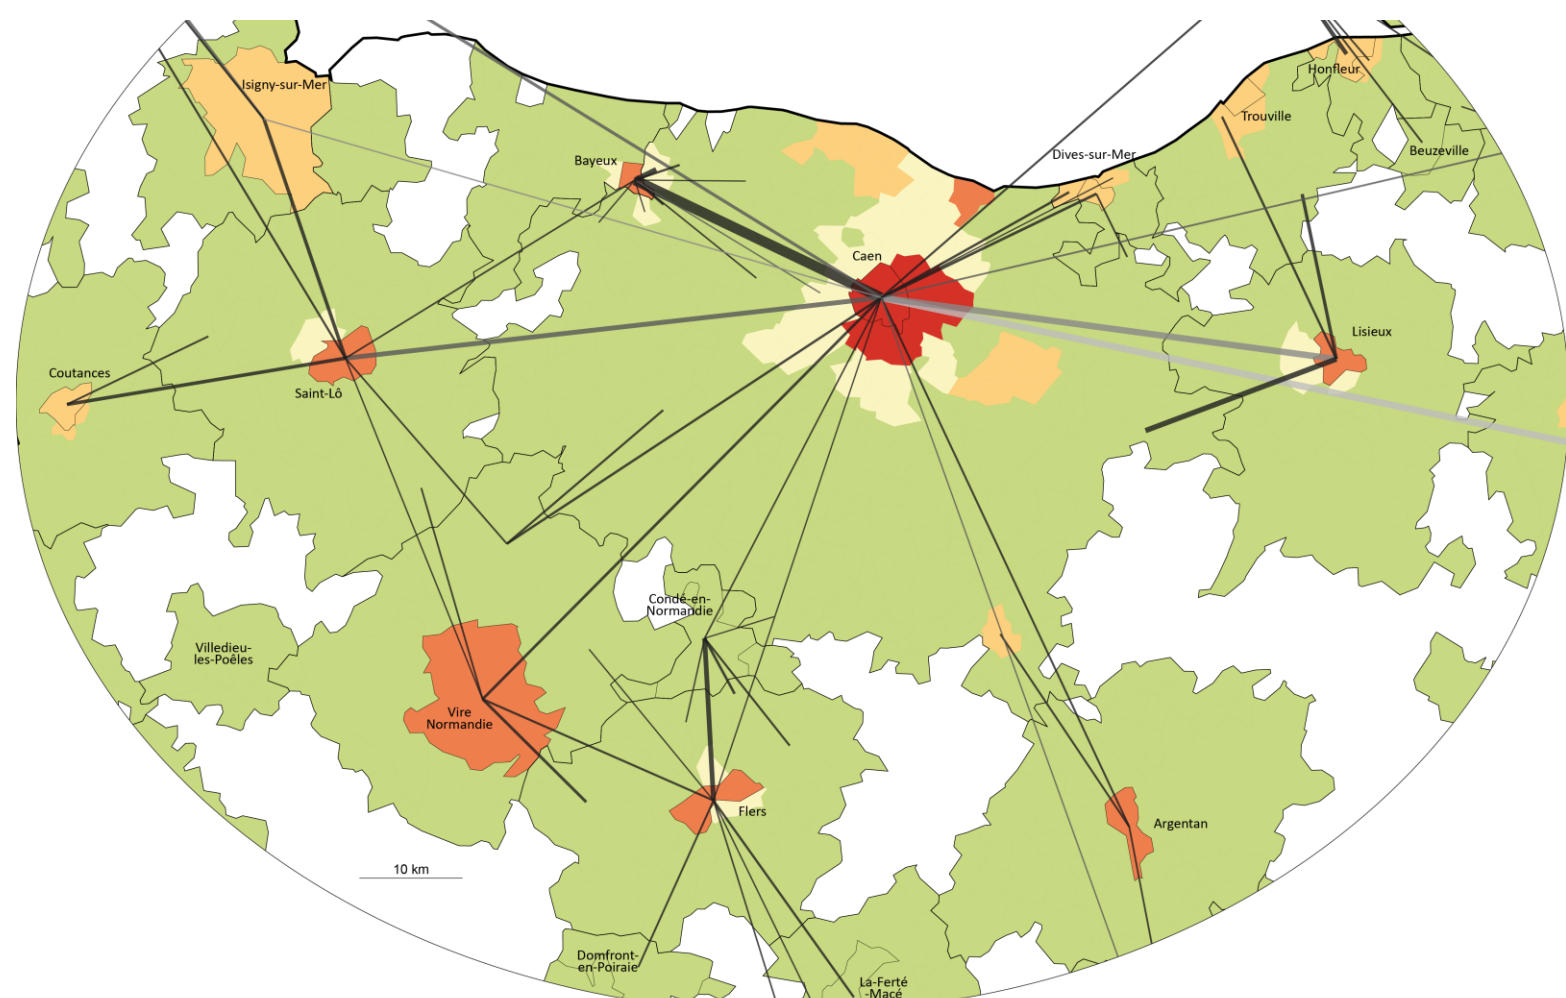 Isigny-sur-Mer
Honfleur
Trouville
Beuzeville
Dives-sur-Mer
Bayeux
Caen
Lisieux
Coutances
Saint-Lô
Condé-en-
Normandie
Villedieu-
les-Poêles
Vire
Normandie
Flers
Argentan
10 km
Domfront-
en-Poiraie
La-Ferté
-Macé